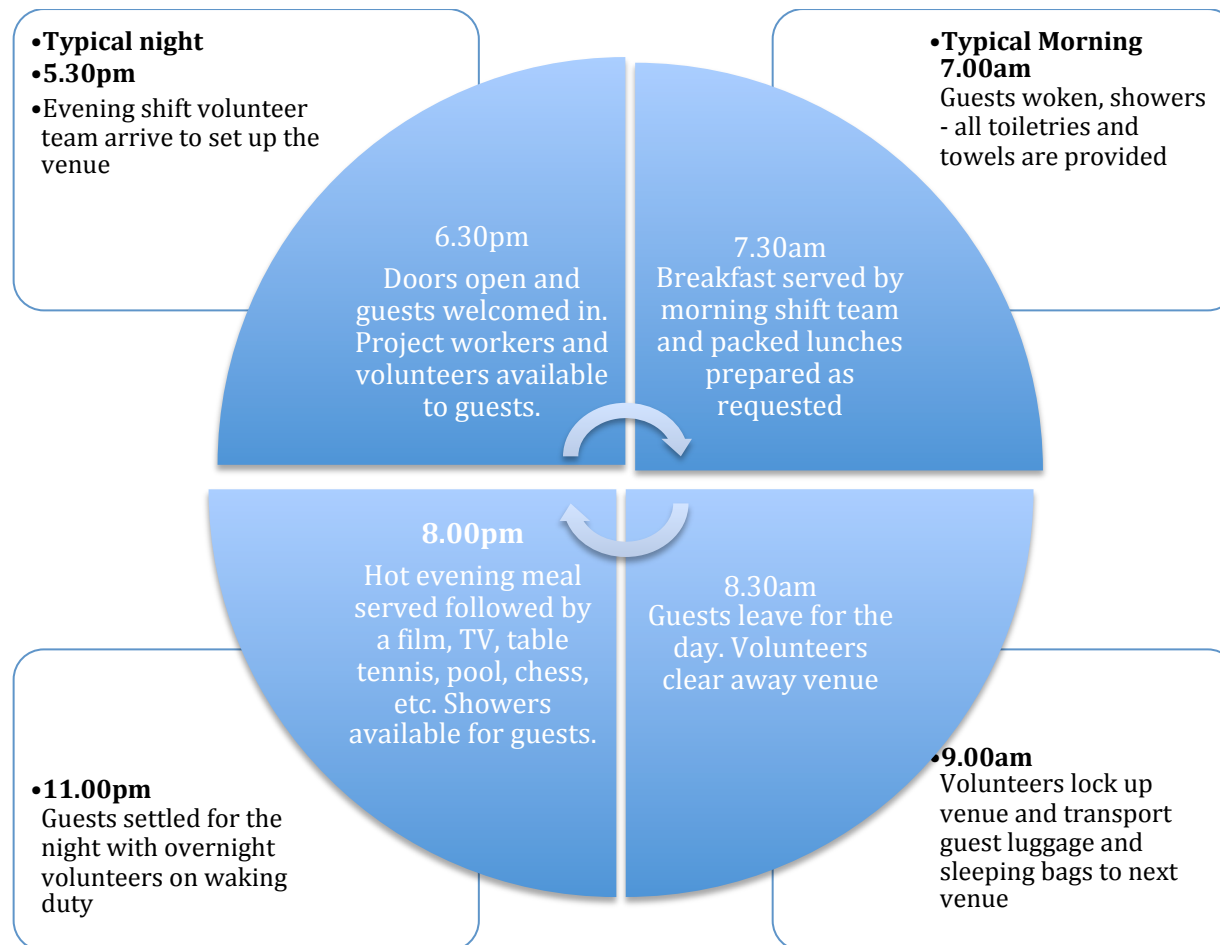 •Typical night
•5.30pm
•Evening shift volunteer
team arrive to set up the
venue
6.30pm
Doors open and
guests welcomed in.
Project workers and
volunteers available
to guests.
8.00pm
Hot evening meal
served followed by
a film, TV, table
tennis, pool, chess,
etc. Showers
available for guests.
•11.00pm
Guests settled for the
night with overnight
volunteers on waking
duty
•Typical Morning
7.00am
Guests woken, showers
- all toiletries and
towels are provided
7.30am
Breakfast served by
morning shift team
and packed lunches
prepared as
requested
8.30am
Guests leave for the
day. Volunteers
clear away venue
•9.00am
Volunteers lock up
venue and transport
guest luggage and
sleeping bags to next
venue